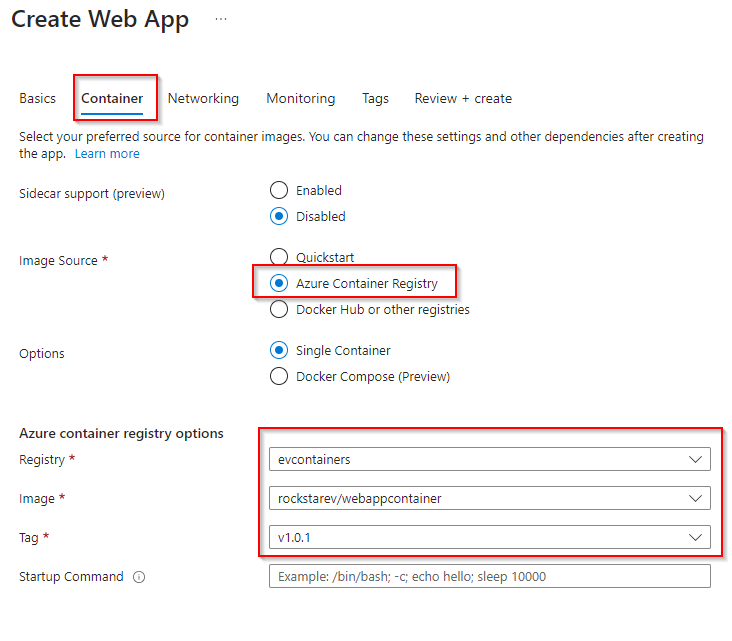 Create Web App ...
Basics Container Networking Monitoring Tags Review + create
Select your preferred source for container images. You can change these settings and other dependencies after creating
the app. Learn more
Sidecar support (preview)
Enabled
Disabled
Image Source *
Quickstart
Azure Container Registry
Docker Hub or other registries
Options
Single Container
Docker Compose (Preview)
Azure container registry options
Registry * evcontainers
Image * rockstarev/webappcontainer
Tag * v1.0.1
Startup Command Example: /bin/bash; -c; echo hello; sleep 10000